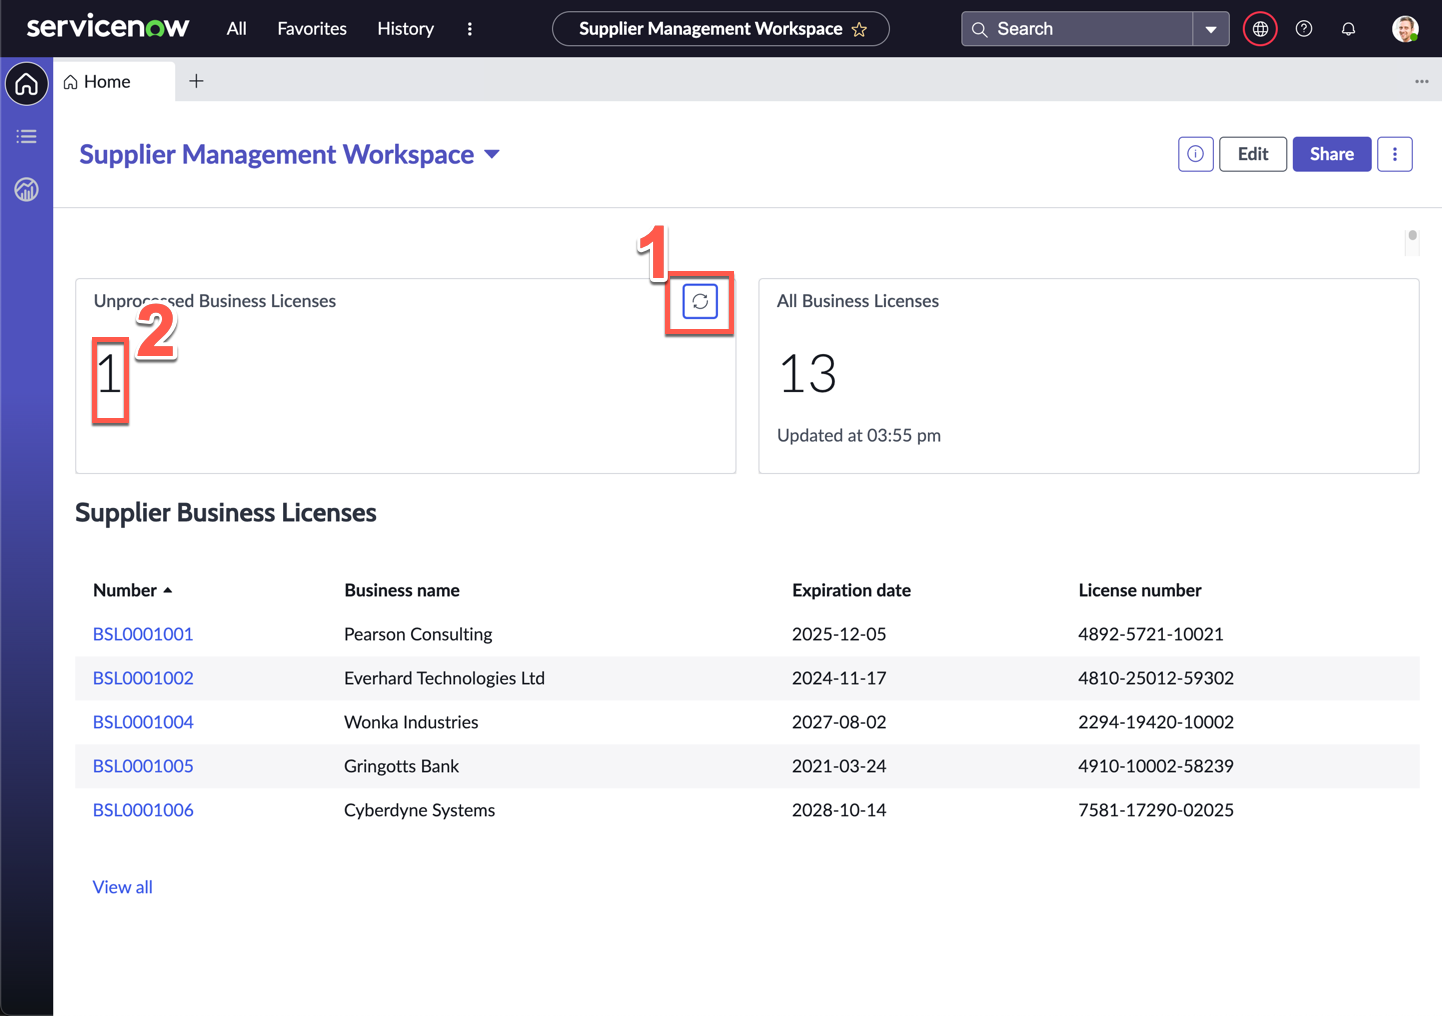 servicenow All Favorites History Supplier Management Workspace Search
Home
Supplier Management Workspace Edit Share
1
Unprocessed Business Licenses
2
1
All Business Licenses
13
Updated at 03:55 pm
Supplier Business Licenses
Number Business name Expiration date License number
BSL0001001 Pearson Consulting 2025-12-05 4892-5721-10021
BSL0001002 Everhard Technologies Ltd 2024-11-17 4810-25012-59302
BSL0001004 Wonka Industries 2027-08-02 2294-19420-10002
BSL0001005 Gringotts Bank 2021-03-24 4910-10002-58239
BSL0001006 Cyberdyne Systems 2028-10-14 7581-17290-02025
View all